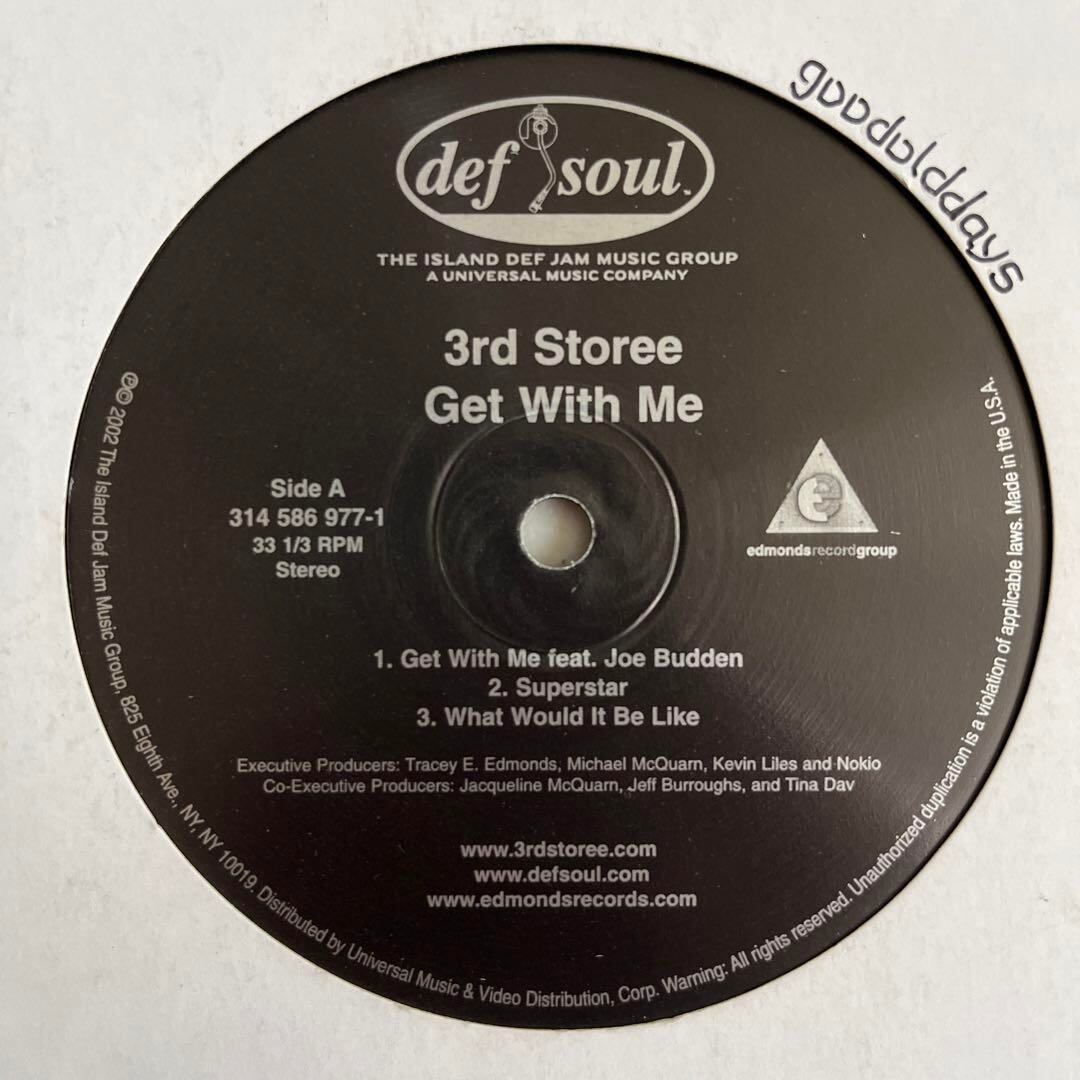 gooddolddays
def soul
THE ISLAND DEF JAM MUSIC GROUP
A UNIVERSAL MUSIC COMPANY
3rd Storee
Get With Me
Side A
314 586 977-1
33 1/3 RPM
Stereo
e
edmondsrecordgroup
1. Get With Me feat. Joe Budden
2. Superstar
3. What Would It Be Like
Executive Producers: Tracey E. Edmonds, Michael McQuarn, Kevin Liles and Nokio
Co-Executive Producers: Jacqueline McQuarn, Jeff Burroughs, and Tina Dav
www.3rdstoree.com
www.defsoul.com
www.edmondsrecords.com
℗© 2002 The Island Def Jam Music Group, 825 Eighth Ave., NY, NY 10019. Distributed by Universal Music & Video Distribution, Corp. Warning: All rights reserved. Unauthorized duplication is a violation of applicable laws. Made in the U.S.A.